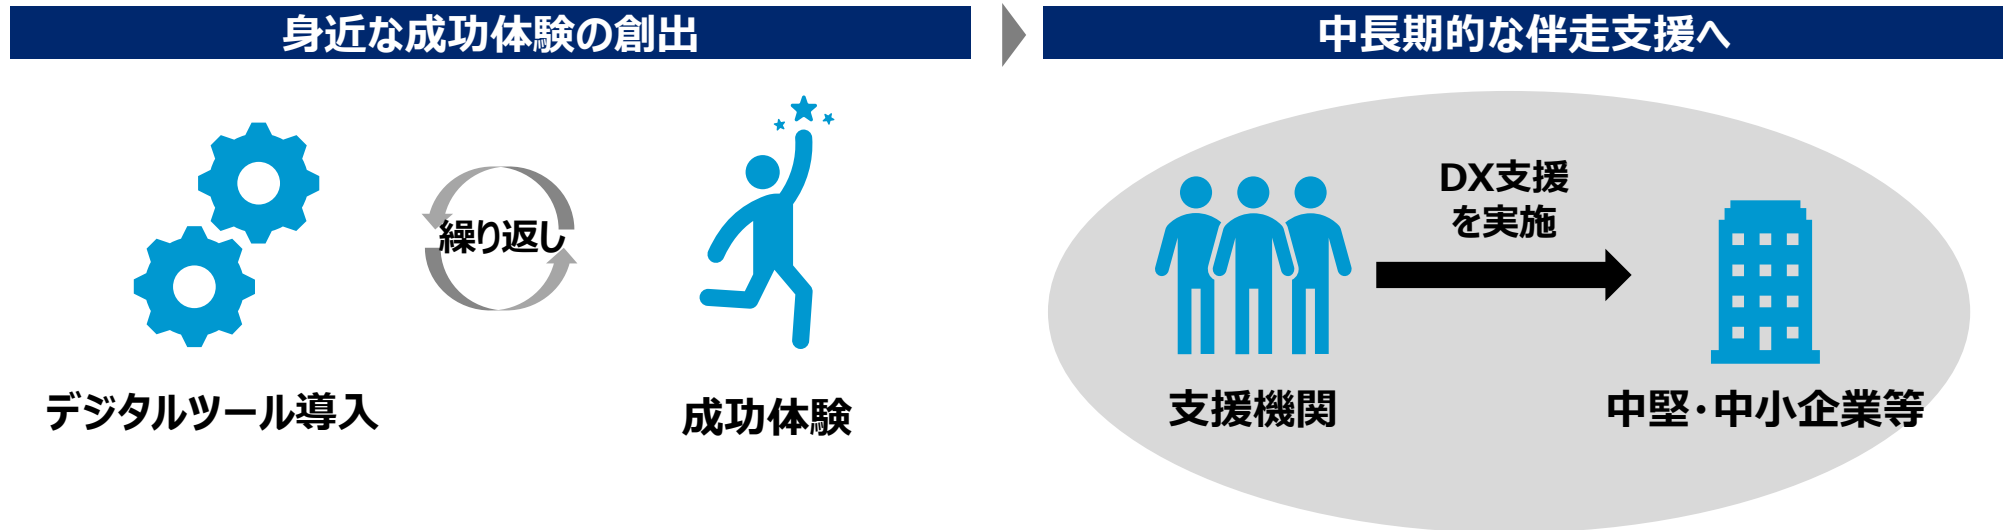 身近な成功体験の創出
中長期的な伴走支援へ
繰り返し
デジタルツール導入
成功体験
DX支援
を実施
支援機関
中堅・中小企業等